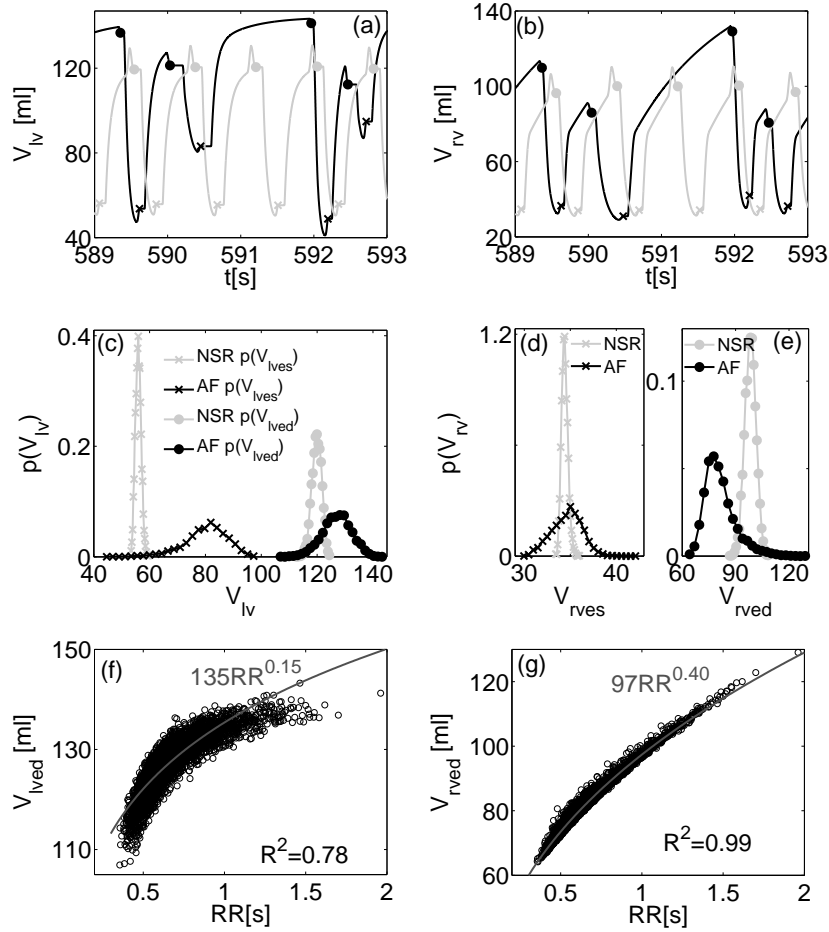 (a)
V_lv [ml]
160
120
80
40
589 590 591 592 593
t[s]
(b)
V_rv [ml]
140
100
60
20
589 590 591 592 593
t[s]
(c)
p(V_lv)
0.4
0.2
0
NSR p(V_lves)
AF p(V_lves)
NSR p(V_lved)
AF p(V_lved)
40 60 80 100 120 140
V_lv
(d)
p(V_rv)
1.2
0.6
0
NSR
AF
30 40
V_rves
(e)
0.1
0
NSR
AF
60 90 120
V_rved
(f)
V_lved [ml]
150
130
110
135RR^0.15
R^2=0.78
0.5 1 1.5 2
RR[s]
(g)
V_rved [ml]
120
100
80
60
97RR^0.40
R^2=0.99
0.5 1 1.5 2
RR[s]